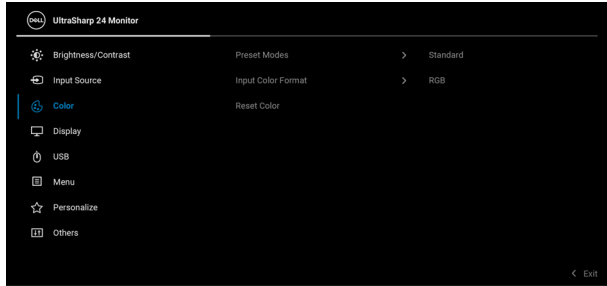 DELL UltraSharp 24 Monitor
Brightness/Contrast Preset Modes > Standard
Input Source Input Color Format > RGB
Color Reset Color
Display
USB
Menu
Personalize
Others
< Exit